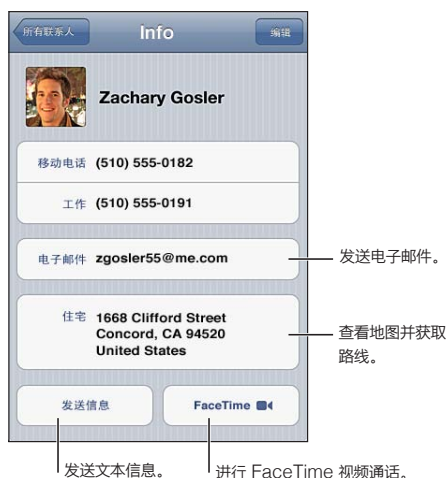 所有联系人 Info 编辑
Zachary Gosler
移动电话 (510) 555-0182
工作 (510) 555-0191
电子邮件 zgosler55@me.com
发送电子邮件。
住宅 1668 Clifford Street
Concord, CA 94520
United States
查看地图并获取
路线。
发送信息 FaceTime
发送文本信息。
进行 FaceTime 视频通话。